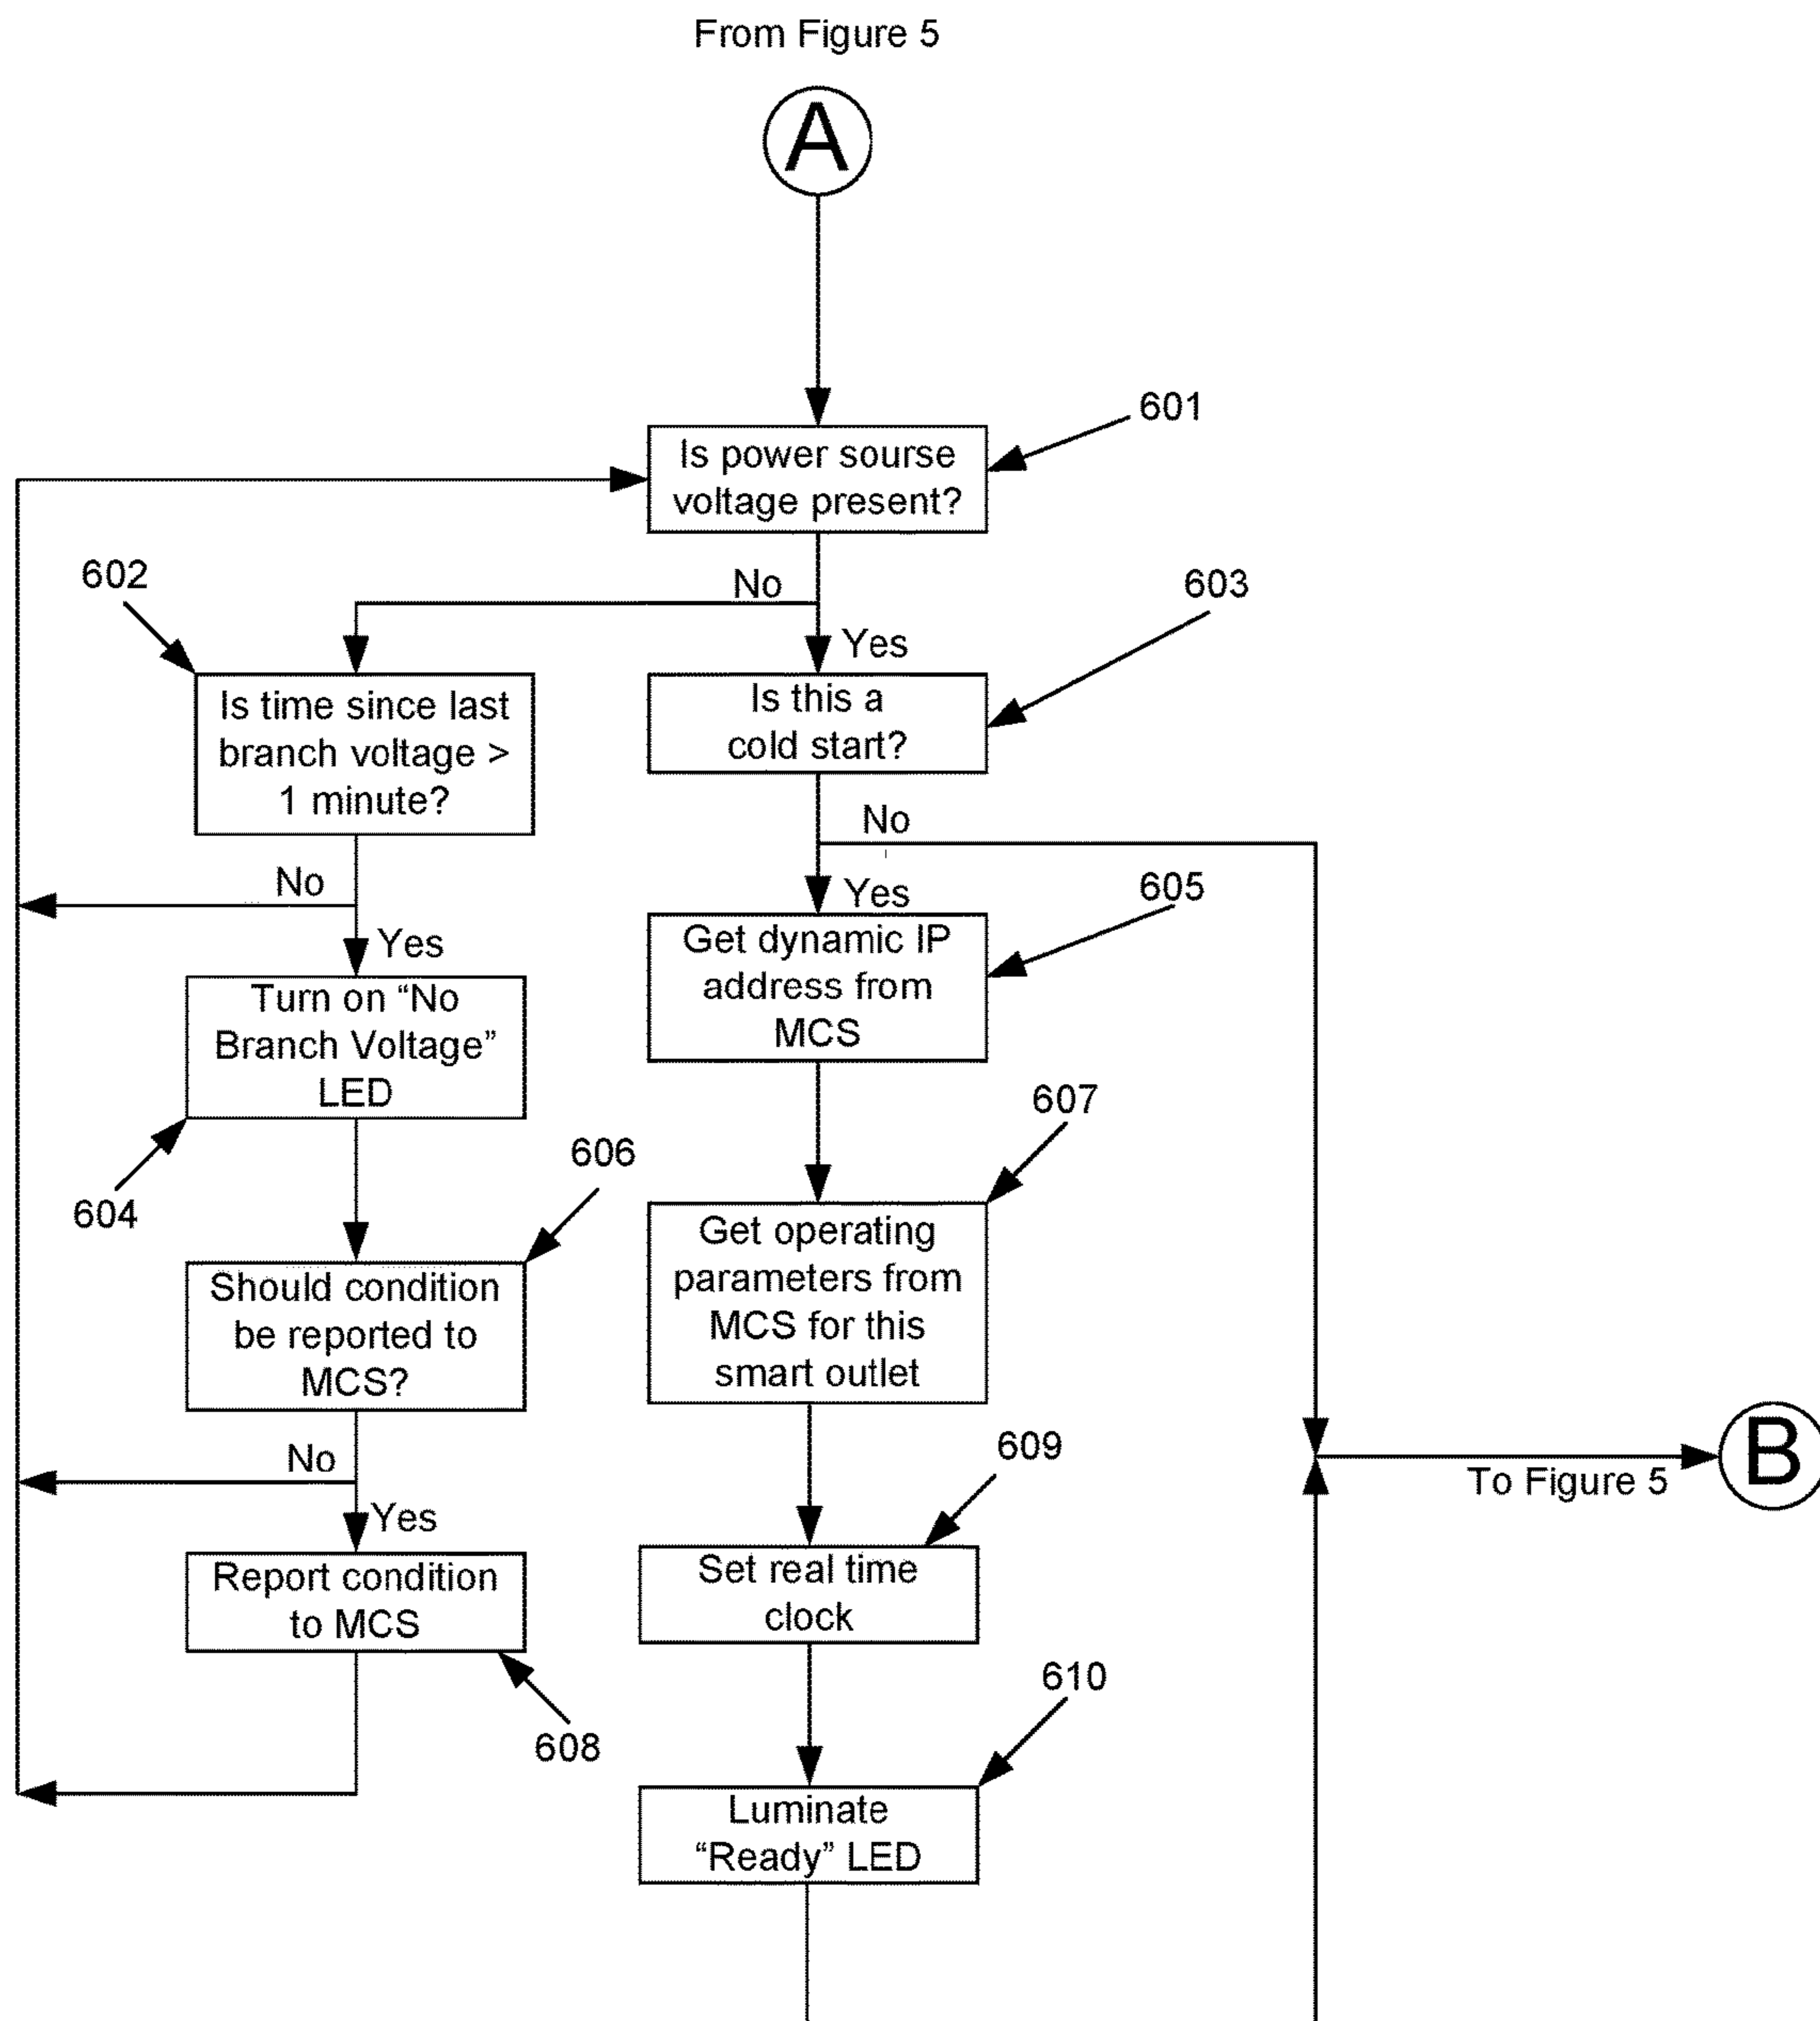 From Figure 5
A
601
Is power sourse
voltage present?
602
No
603
Yes
Is time since last
branch voltage >
1 minute?
Is this a
cold start?
No
No
Yes
605
Yes
Get dynamic IP
address from
MCS
Turn on “No
Branch Voltage”
LED
604
606
607
Get operating
parameters from
MCS for this
smart outlet
Should condition
be reported to
MCS?
No
609
To Figure 5
B
Yes
Report condition
to MCS
608
Set real time
clock
610
Luminate
“Ready” LED